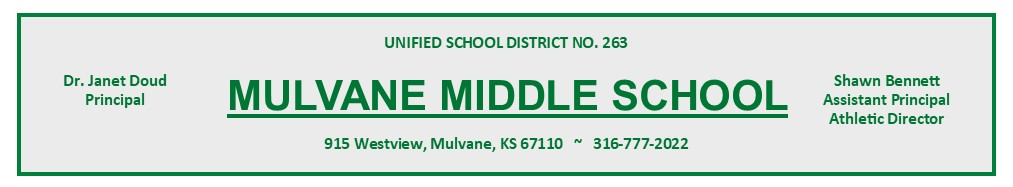 UNIFIED SCHOOL DISTRICT NO. 263
Dr. Janet Doud
Principal
MULVANE MIDDLE SCHOOL
Shawn Bennett
Assistant Principal
Athletic Director
915 Westview, Mulvane, KS 67110 ~ 316-777-2022